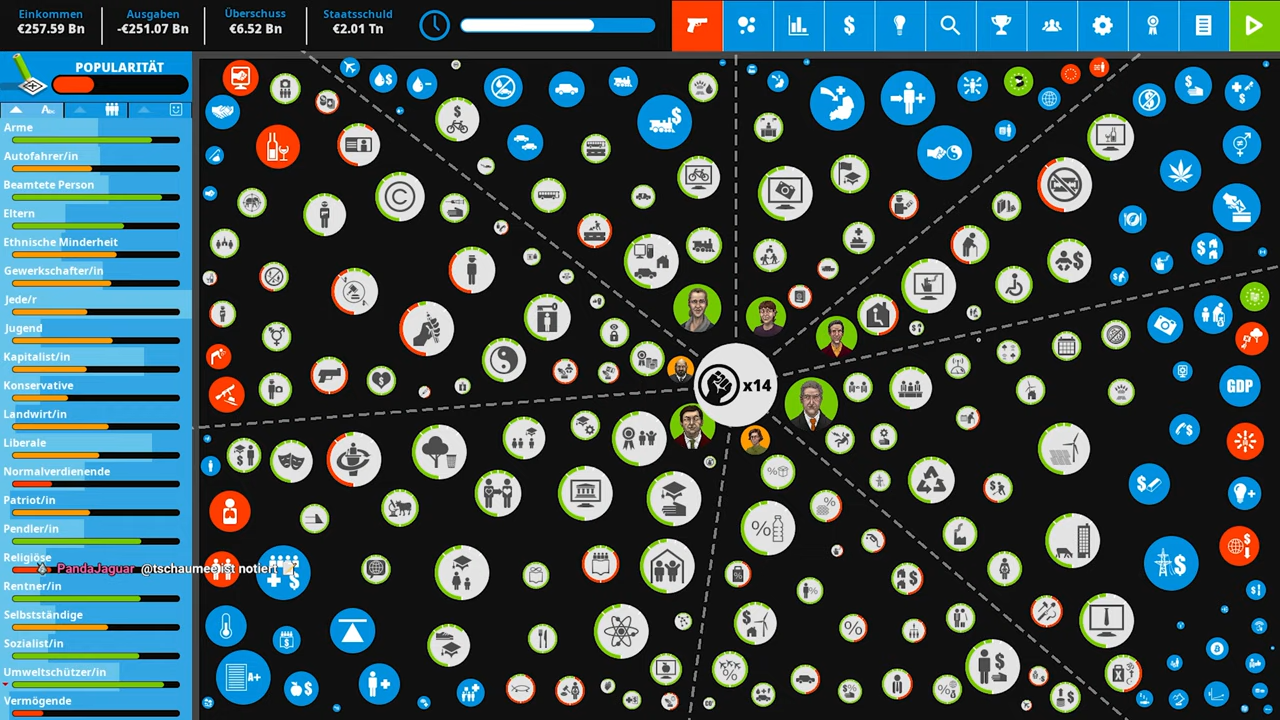 Einkommen
€257.59 Bn
Ausgaben
-€251.07 Bn
Überschuss
€6.52 Bn
Staatsschuld
€2.01 Tn
POPULARITÄT
Arme
Autofahrer/in
Beamtete Person
Eltern
Ethnische Minderheit
Gewerkschafter/in
Jede/r
Jugend
Kapitalist/in
Konservative
Landwirt/in
Liberale
Normalverdienende
Patriot/in
Pendler/in
Religiöse
PandaJaguar @tschaumee ist notiert
Rentner/in
Selbstständige
Sozialist/in
Umweltschützer/in
Vermögende
x14
GDP
A+